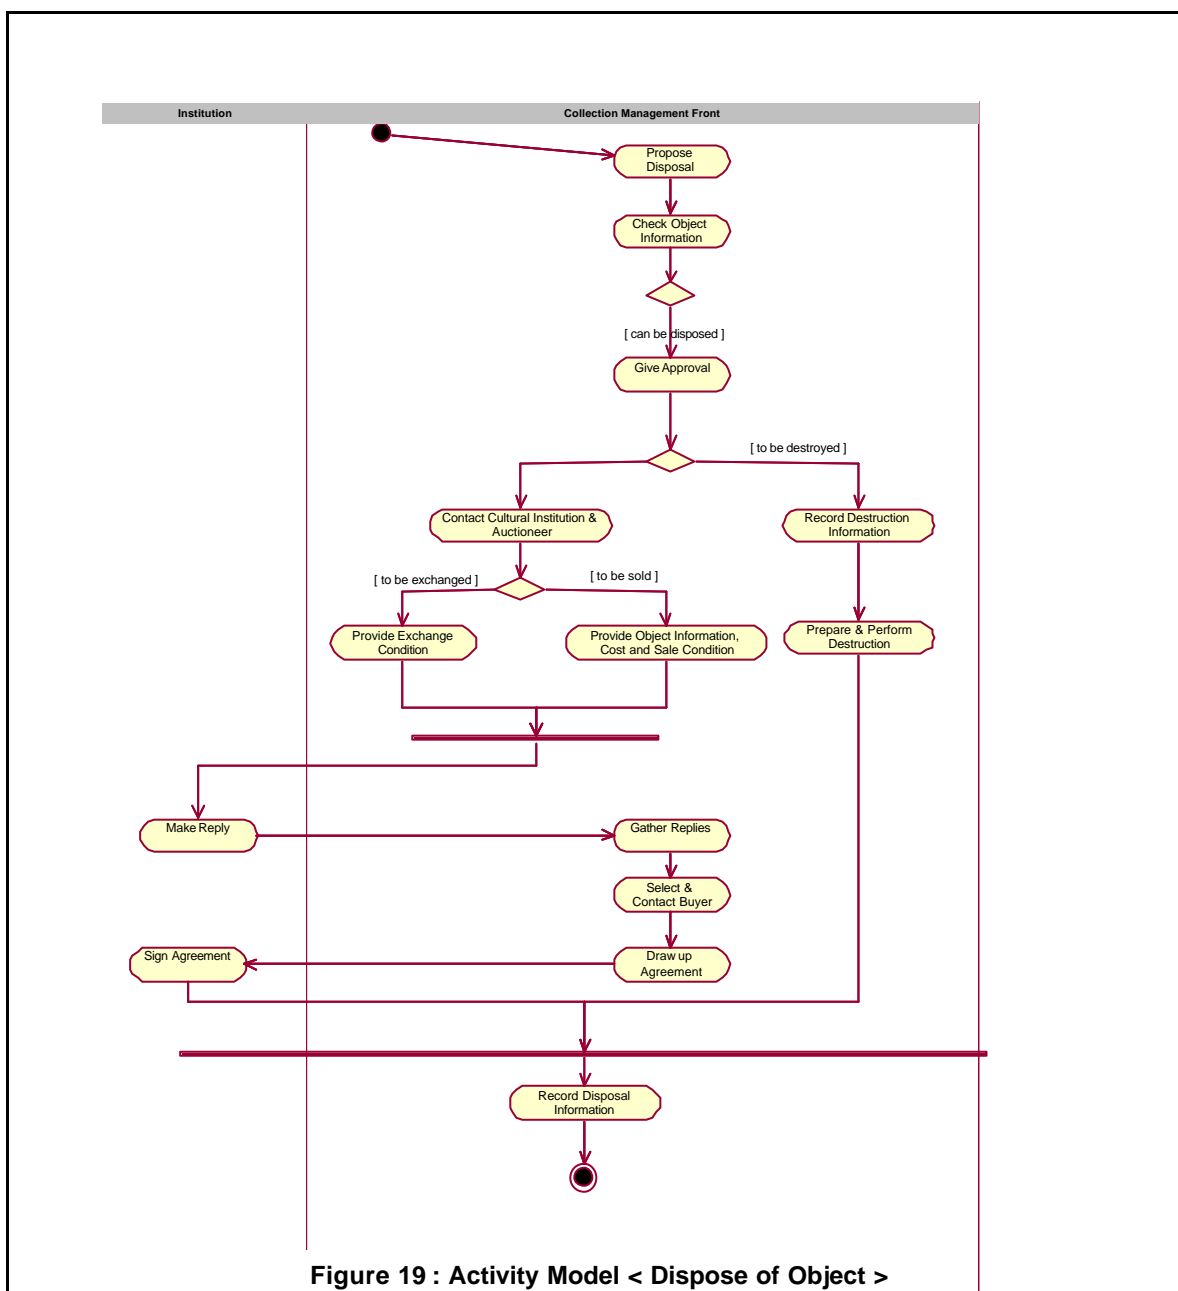 Institution
Collection Management Front
Propose
Disposal
Check Object
Information
[ can be disposed ]
Give Approval
[ to be destroyed ]
Contact Cultural Institution &
Auctioneer
Record Destruction
Information
[ to be exchanged ]
[ to be sold ]
Provide Exchange
Condition
Provide Object Information,
Cost and Sale Condition
Prepare & Perform
Destruction
Make Reply
Gather Replies
Select &
Contact Buyer
Sign Agreement
Draw up
Agreement
Record Disposal
Information
Figure 19 : Activity Model < Dispose of Object >